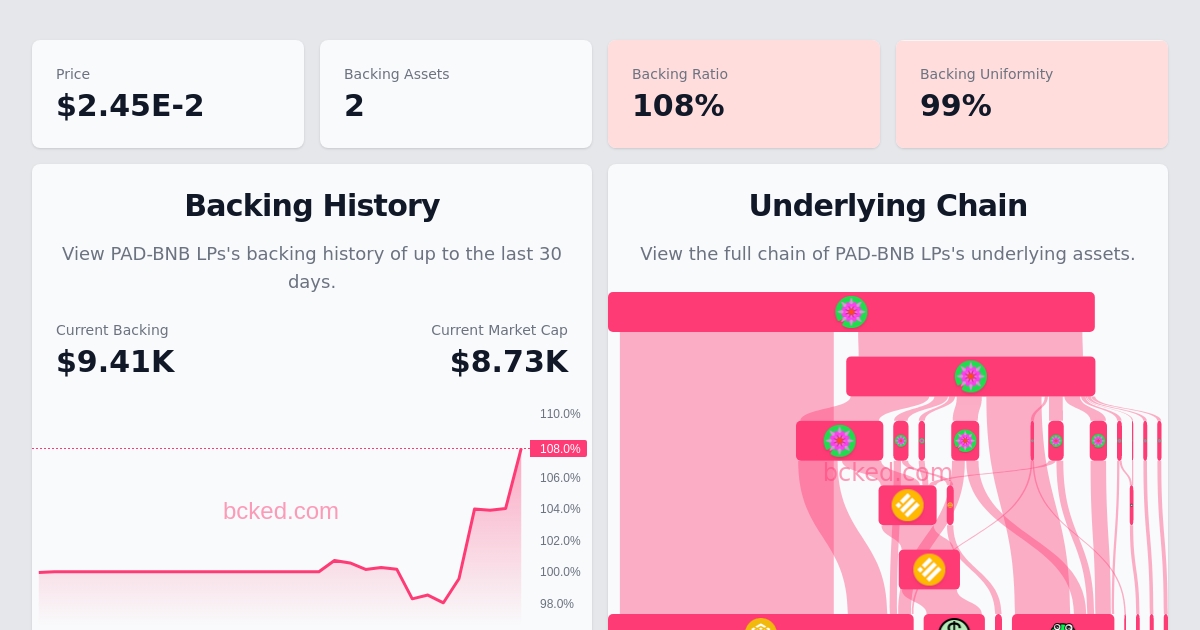 Price
$2.45E-2
Backing Assets
2
Backing Ratio
108%
Backing Uniformity
99%
Backing History
View PAD-BNB LPs's backing history of up to the last 30
days.
Current Backing
$9.41K
Current Market Cap
$8.73K
110.0%
108.0%
106.0%
104.0%
102.0%
100.0%
98.0%
bcked.com
Underlying Chain
View the full chain of PAD-BNB LPs's underlying assets.
bcked.com